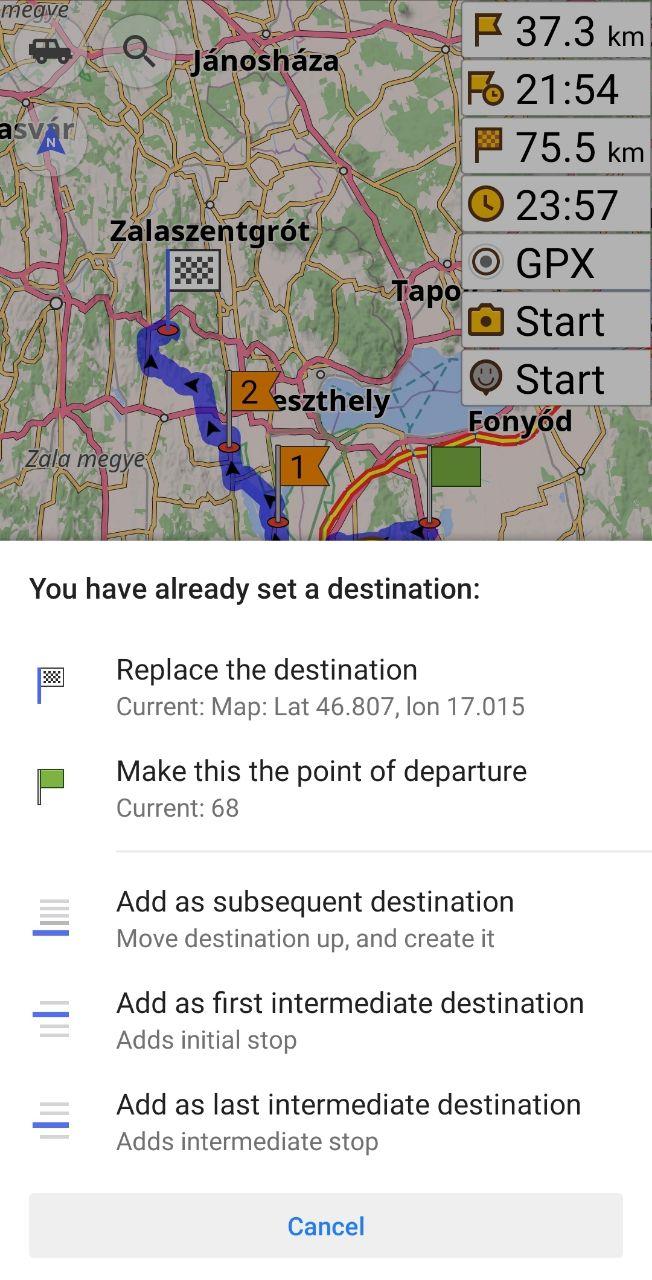 megye
Jánosháza
37.3 km
21:54
asvár
N
75.5 km
23:57
Zalaszentgrót
GPX
Tapo
Start
2
eszthely
Start
Fonyód
Zala megye
1
You have already set a destination:
Replace the destination
Current: Map: Lat 46.807, lon 17.015
Make this the point of departure
Current: 68
Add as subsequent destination
Move destination up, and create it
Add as first intermediate destination
Adds initial stop
Add as last intermediate destination
Adds intermediate stop
Cancel